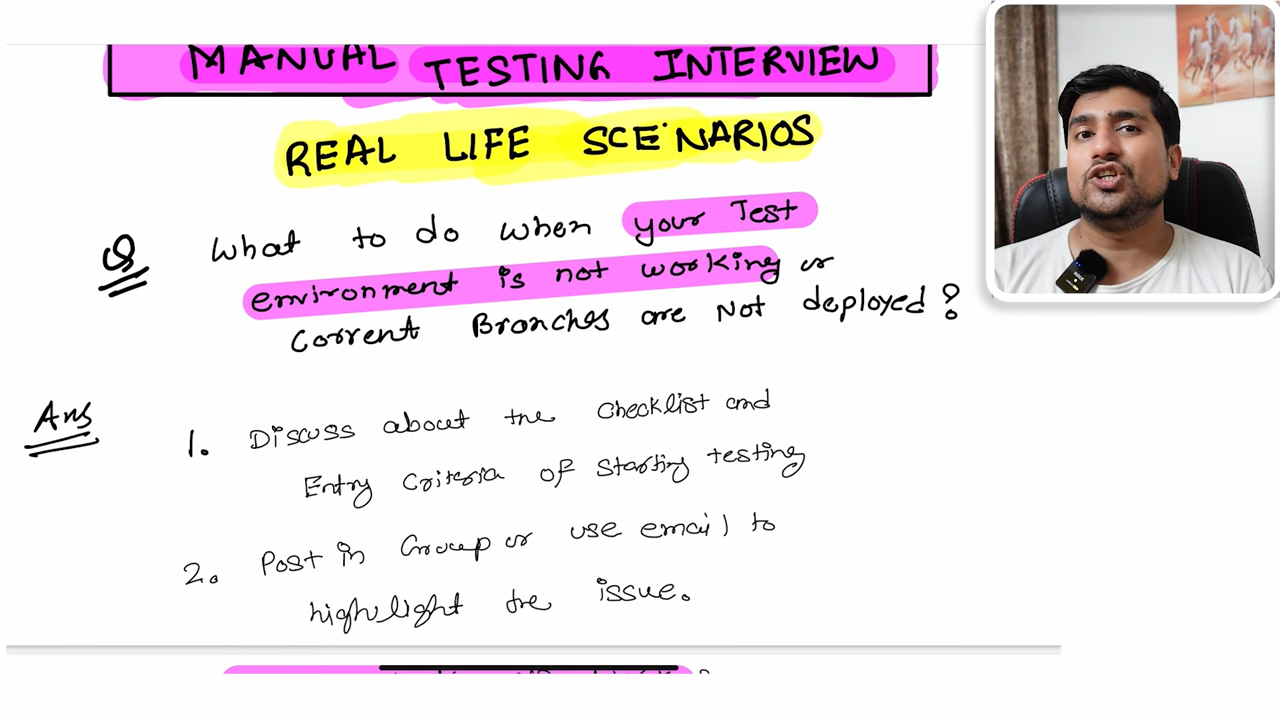 MANUAL TESTING INTERVIEW
REAL LIFE SCENARIOS
Q What to do when your Test
environment is not working or
Corrent Branches are Not deployed?
Ans
1. Discuss about the checklist and
Entry Criteria of starting testing
2. Post in Group or use email to
highlight the issue.